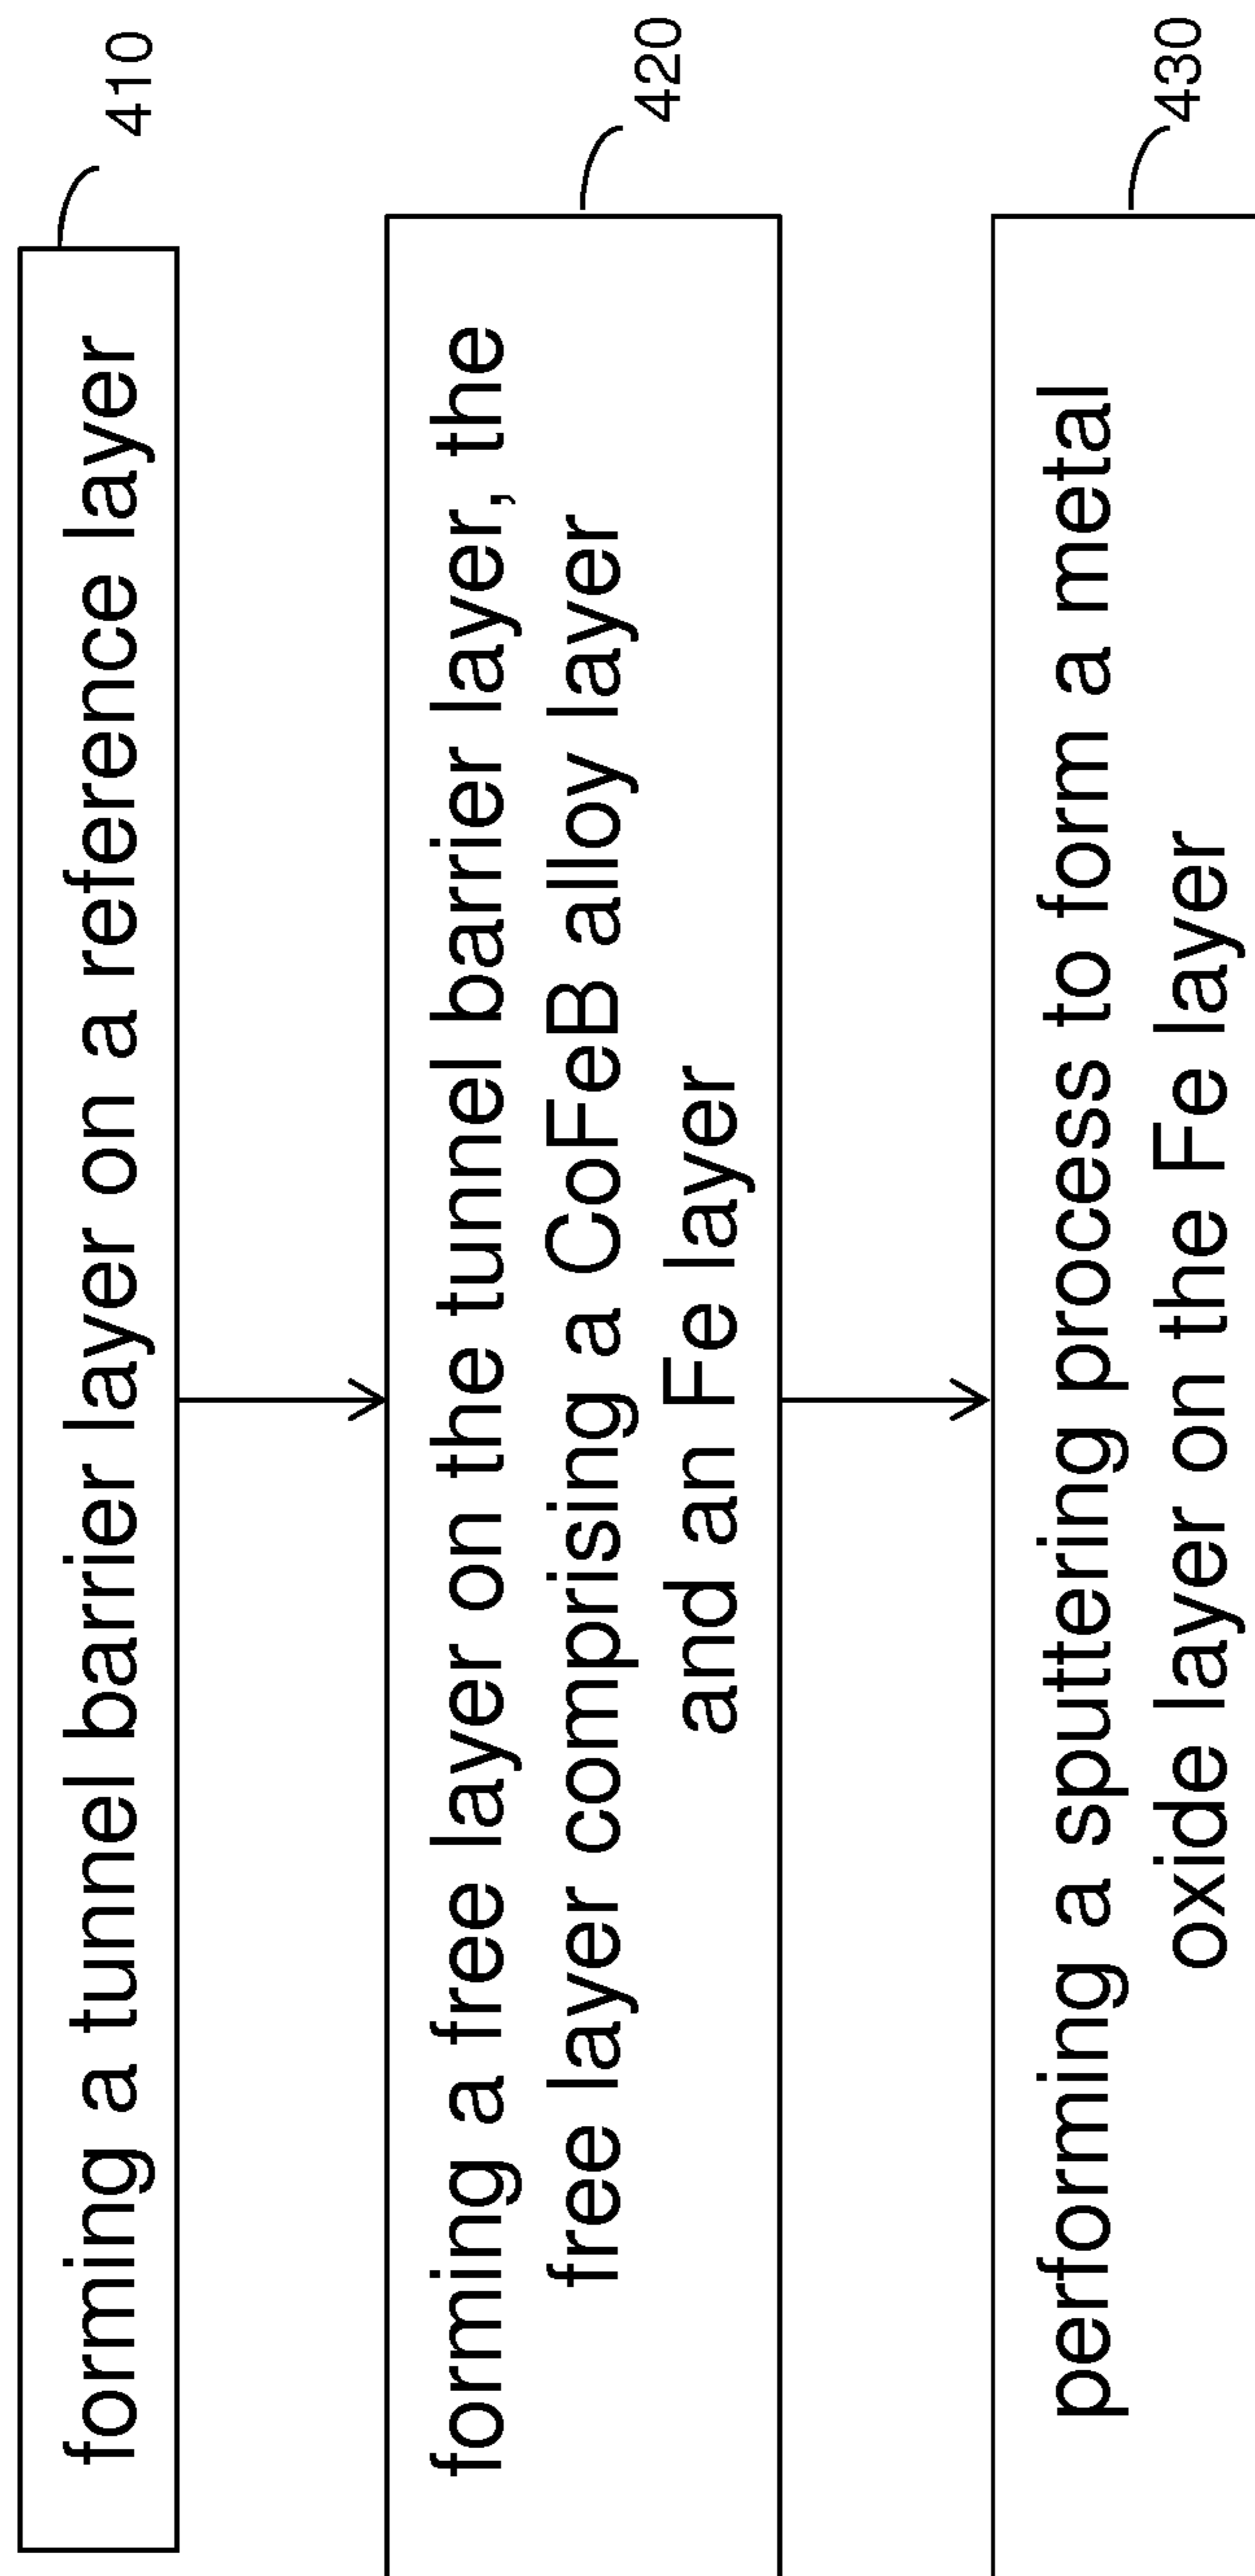 forming a tunnel barrier layer on a reference layer
410
forming a free layer on the tunnel barrier layer, the
free layer comprising a CoFeB alloy layer
and an Fe layer
420
performing a sputtering process to form a metal
oxide layer on the Fe layer
430